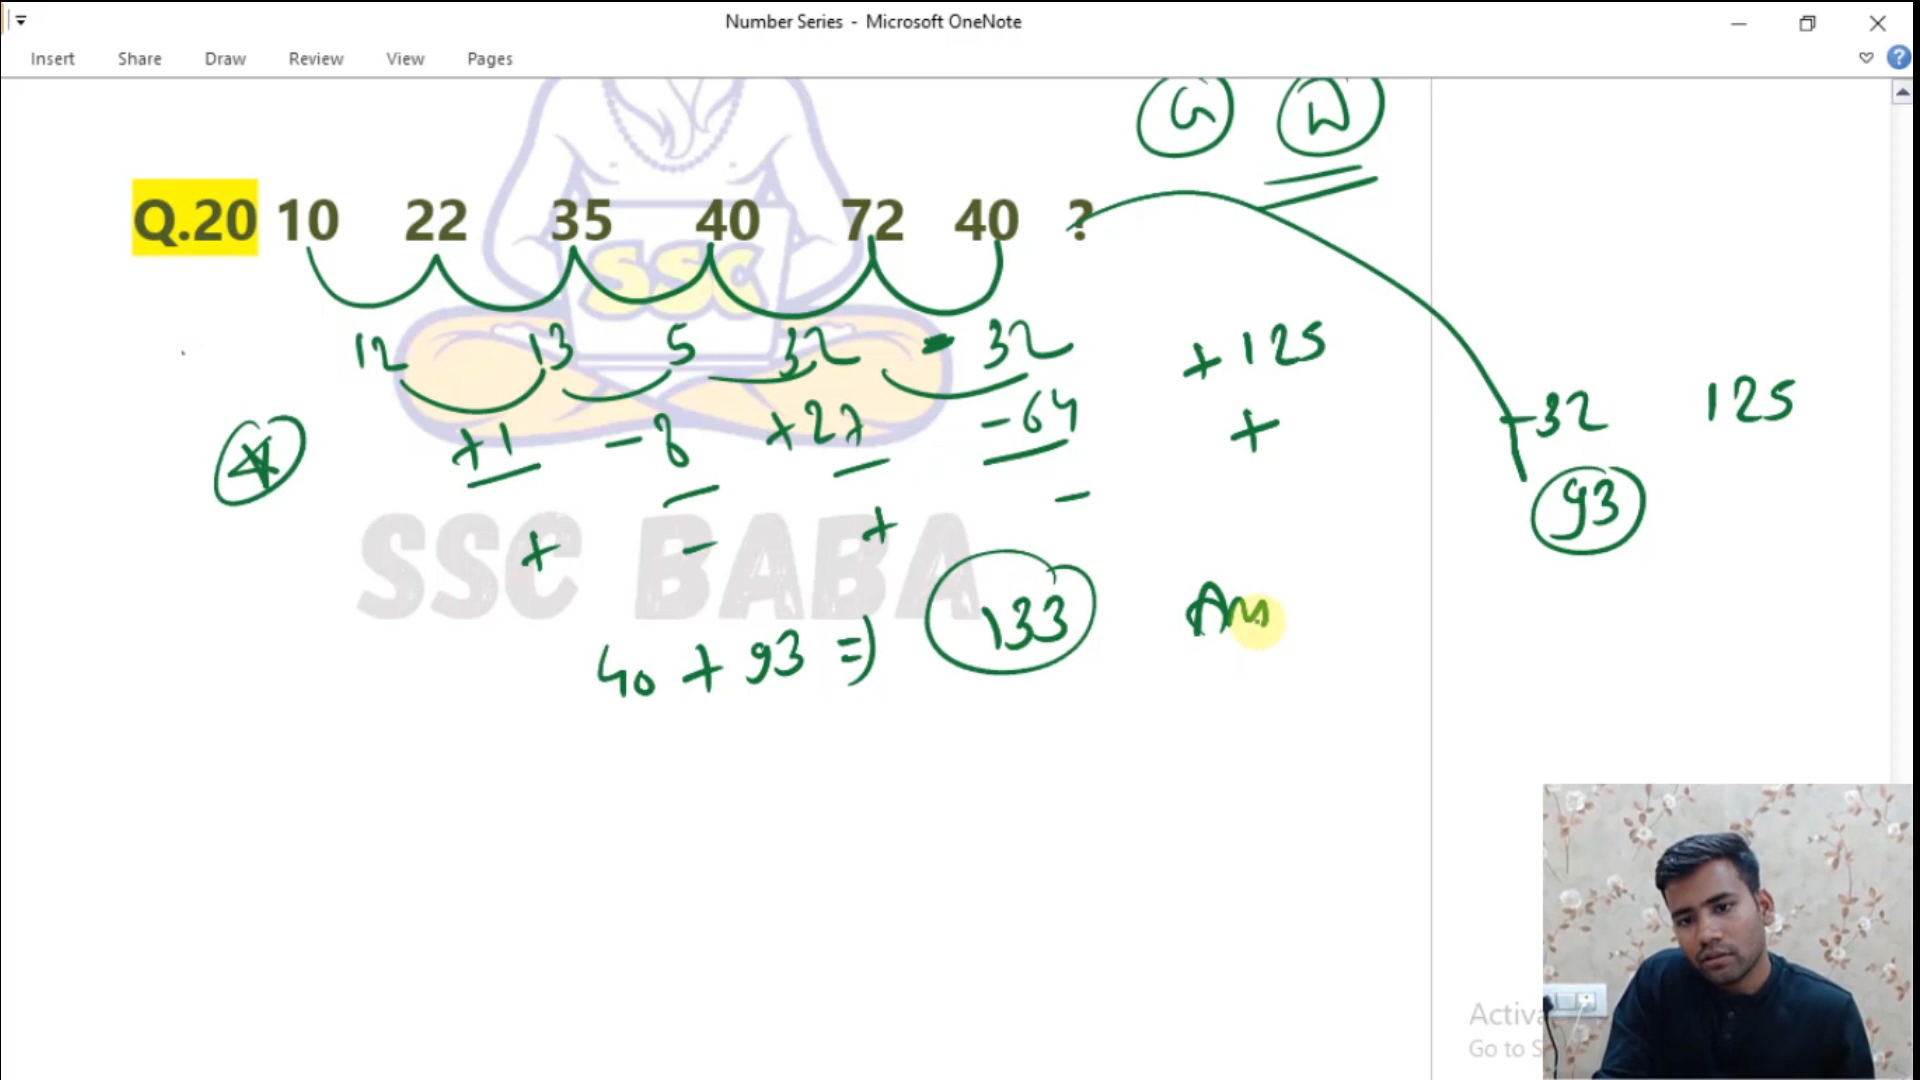 Number Series - Microsoft OneNote
Insert Share Draw Review View Pages
?
G W
Q.20 10 22 35 40 72 40 ?
SSC
12 13 5 32 - 32 +125
+1 -8 +27 -64 +
-32 125
93
+ - + -
SSC BABA
40 + 93 => 133 Ans
Activa
Go to S